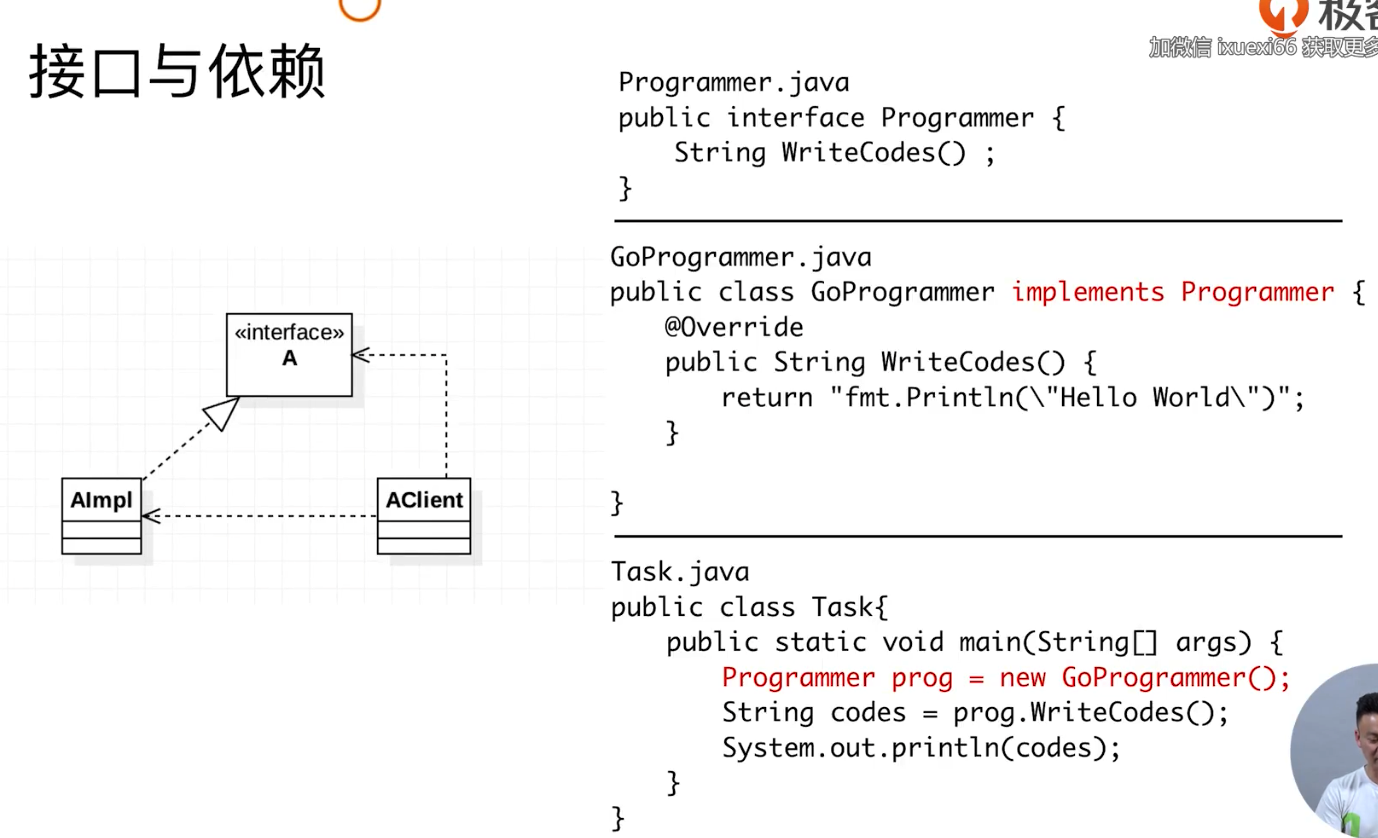 接口与依赖
加微信 ixuexi66 获取更多
Programmer.java
public interface Programmer {
String WriteCodes() ;
}
GoProgrammer.java
public class GoProgrammer implements Programmer {
@Override
public String WriteCodes() {
return "fmt.Println(\"Hello World\")";
}
}
Task.java
public class Task{
public static void main(String[] args) {
Programmer prog = new GoProgrammer();
String codes = prog.WriteCodes();
System.out.println(codes);
}
}
«interface»
A
AImpl
AClient